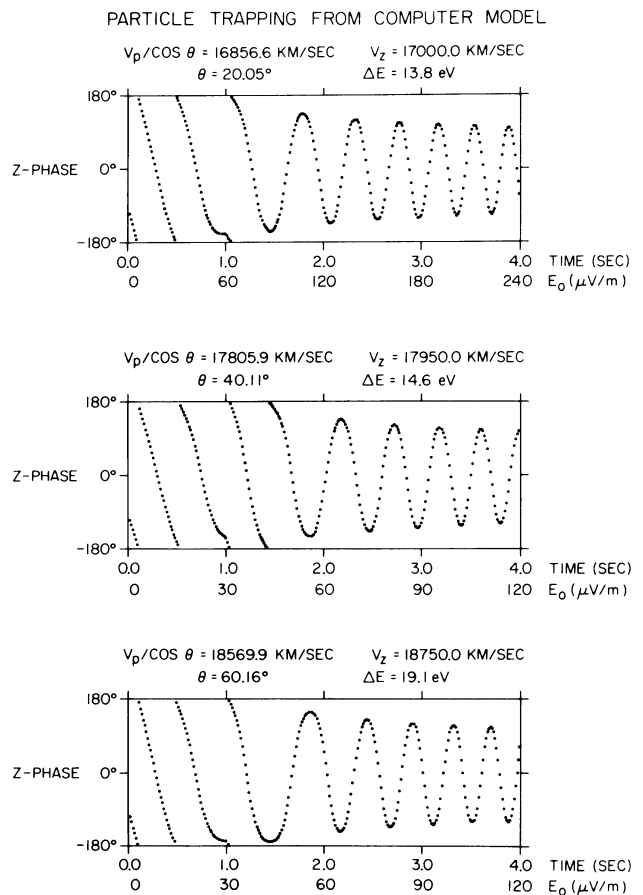 PARTICLE TRAPPING FROM COMPUTER MODEL
Vp/COS θ = 16856.6 KM/SEC VZ = 17000.0 KM/SEC
θ = 20.05° ΔE = 13.8 eV
180°
Z-PHASE 0°
-180°
0.0 1.0 2.0 3.0 4.0 TIME (SEC)
0 60 120 180 240 Eo (μV/m)
Vp/COS θ = 17805.9 KM/SEC VZ = 17950.0 KM/SEC
θ = 40.11° ΔE = 14.6 eV
180°
Z-PHASE 0°
-180°
0.0 1.0 2.0 3.0 4.0 TIME (SEC)
0 30 60 90 120 Eo (μV/m)
Vp/COS θ = 18569.9 KM/SEC VZ = 18750.0 KM/SEC
θ = 60.16° ΔE = 19.1 eV
180°
Z-PHASE 0°
-180°
0.0 1.0 2.0 3.0 4.0 TIME (SEC)
0 30 60 90 120 Eo (μV/m)